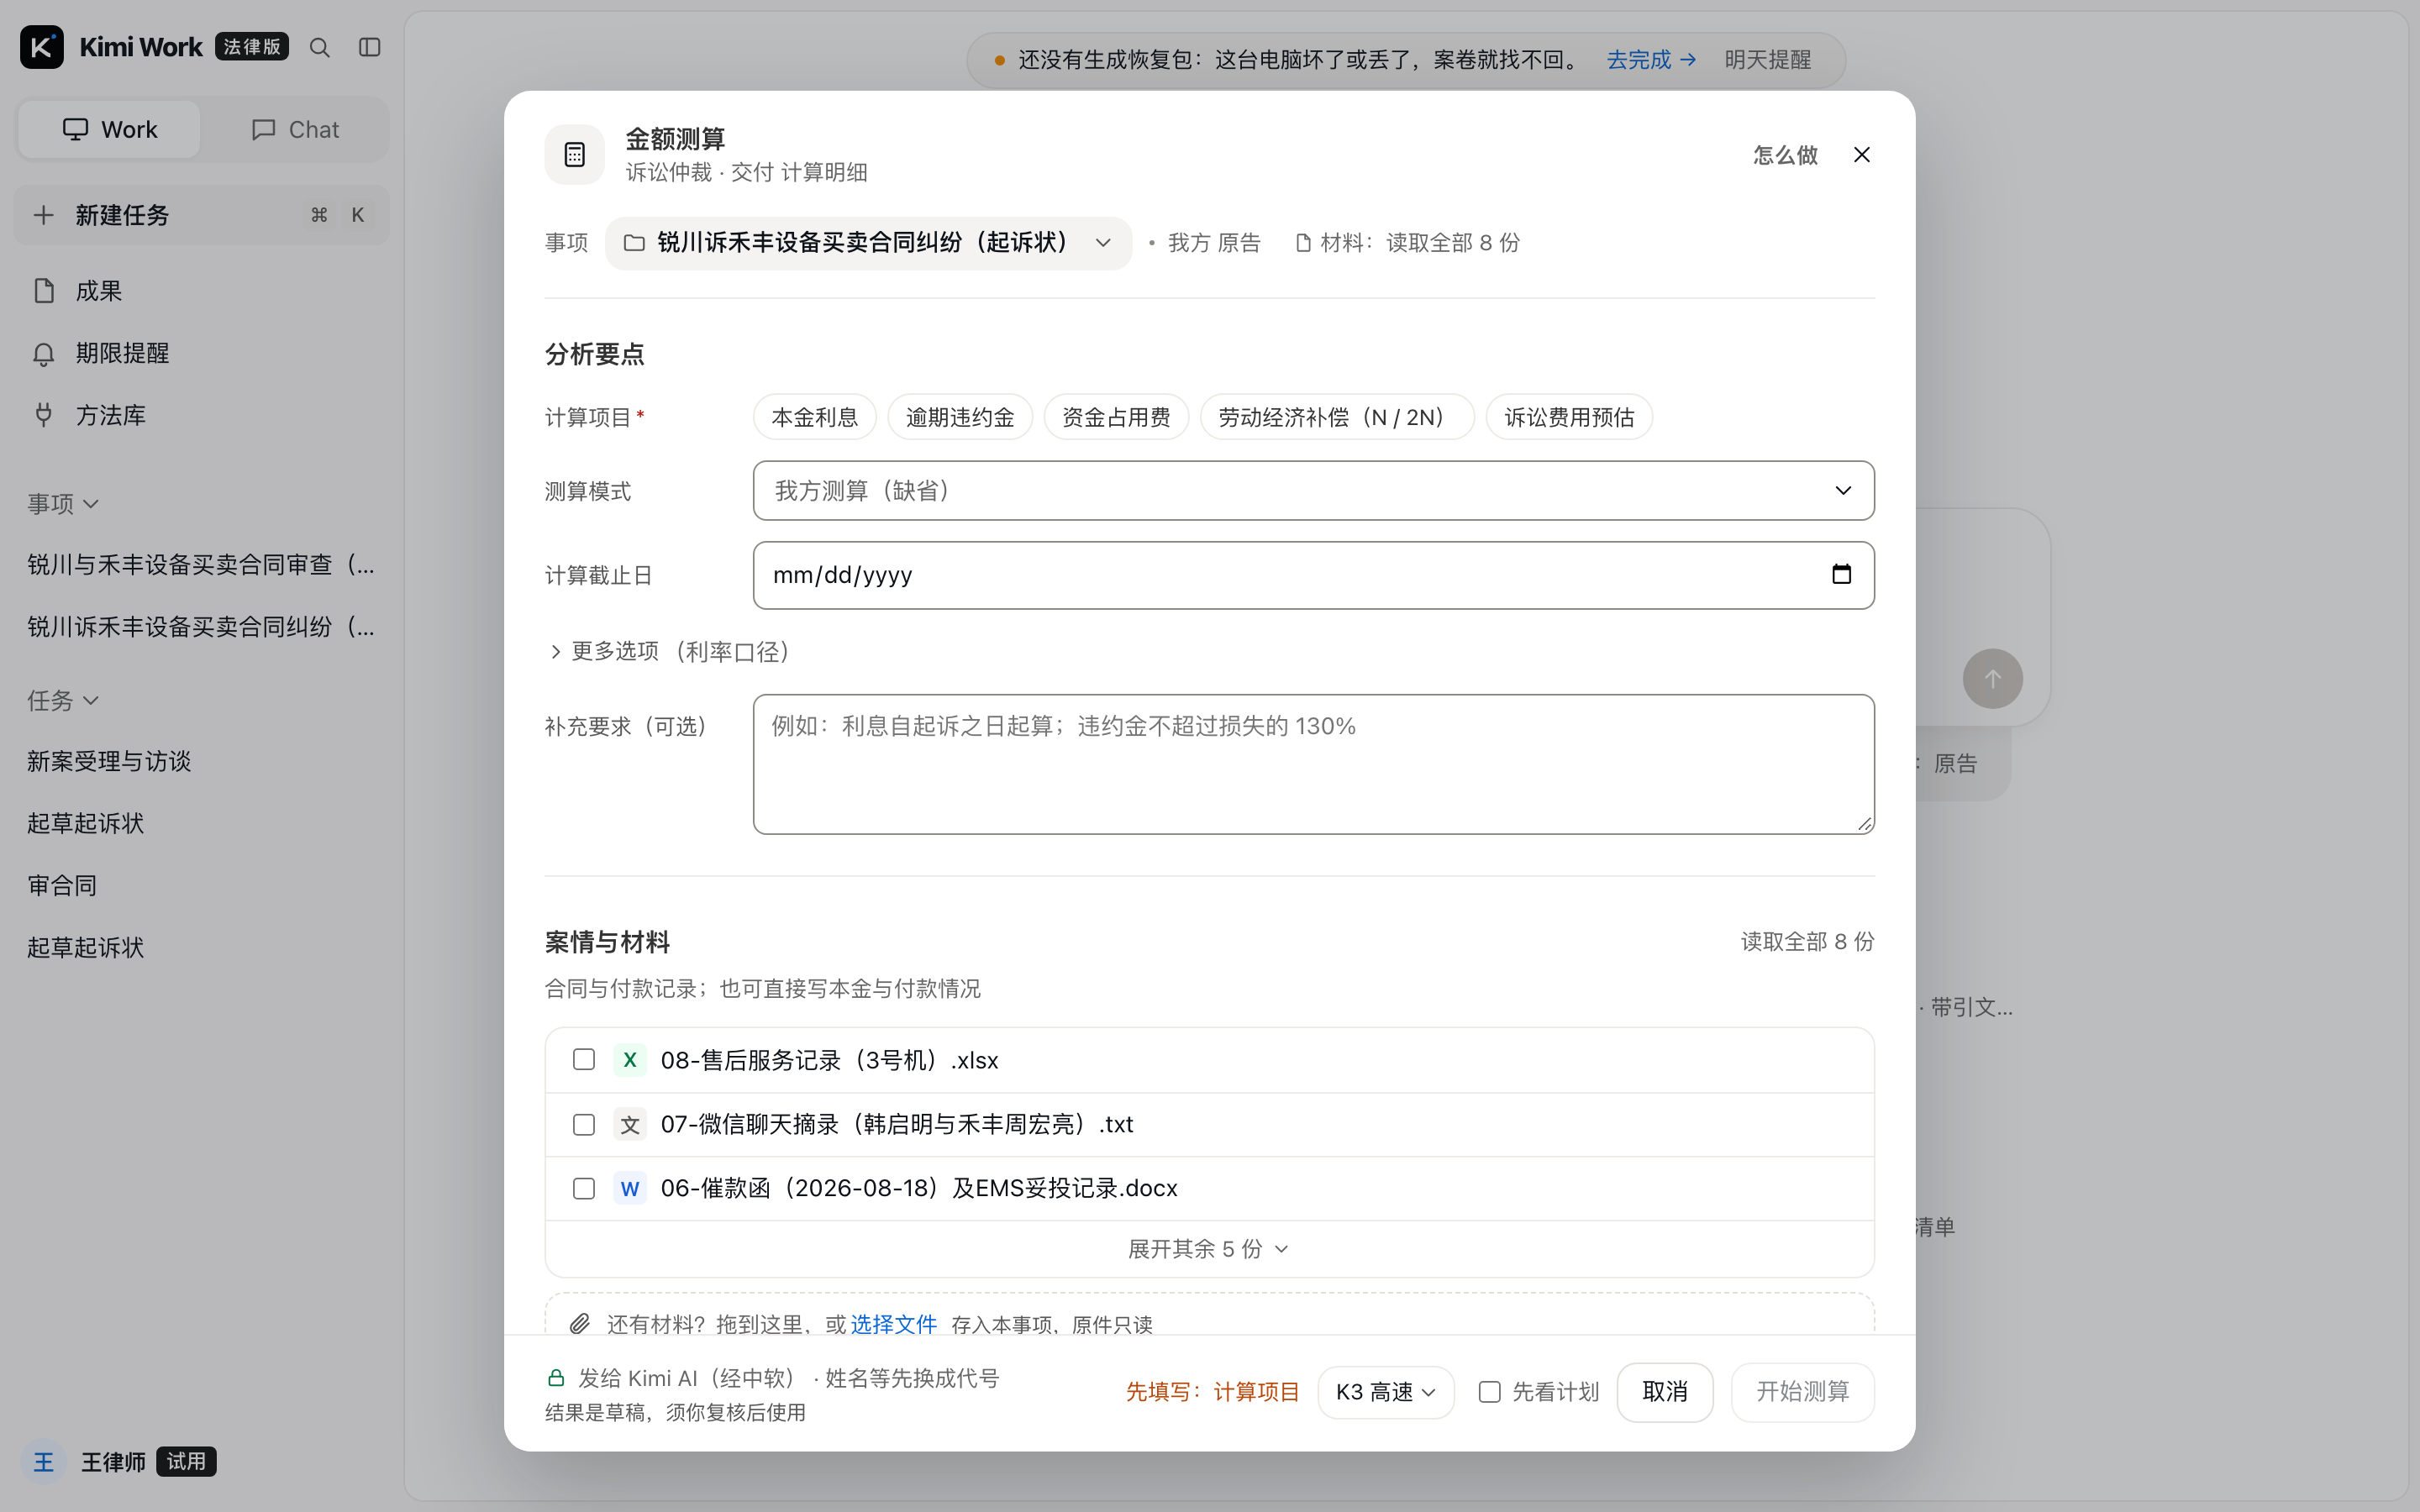 Kimi Work 法律版
Work
Chat
新建任务 ⌘ K
成果
期限提醒
方法库
事项
锐川与禾丰设备买卖合同审查（...
锐川诉禾丰设备买卖合同纠纷（...
任务
新案受理与访谈
起草起诉状
审合同
起草起诉状
王 王律师 试用
还没有生成恢复包：这台电脑坏了或丢了，案卷就找不回。 去完成 → 明天提醒
金额测算
诉讼仲裁 · 交付 计算明细
怎么做
事项 锐川诉禾丰设备买卖合同纠纷（起诉状） • 我方 原告 材料：读取全部 8 份
分析要点
计算项目* 本金利息 逾期违约金 资金占用费 劳动经济补偿（N / 2N） 诉讼费用预估
测算模式 我方测算（缺省）
计算截止日 mm/dd/yyyy
更多选项 （利率口径）
补充要求（可选） 例如：利息自起诉之日起算；违约金不超过损失的 130%
案情与材料 读取全部 8 份
合同与付款记录；也可直接写本金与付款情况
X 08-售后服务记录（3号机）.xlsx
文 07-微信聊天摘录（韩启明与禾丰周宏亮）.txt
W 06-催款函（2026-08-18）及EMS妥投记录.docx
展开其余 5 份
还有材料？拖到这里，或选择文件 存入本事项，原件只读
发给 Kimi AI（经中软） · 姓名等先换成代号
结果是草稿，须你复核后使用
先填写：计算项目 K3 高速 先看计划 取消 开始测算
：原告
· 带引文...
清单